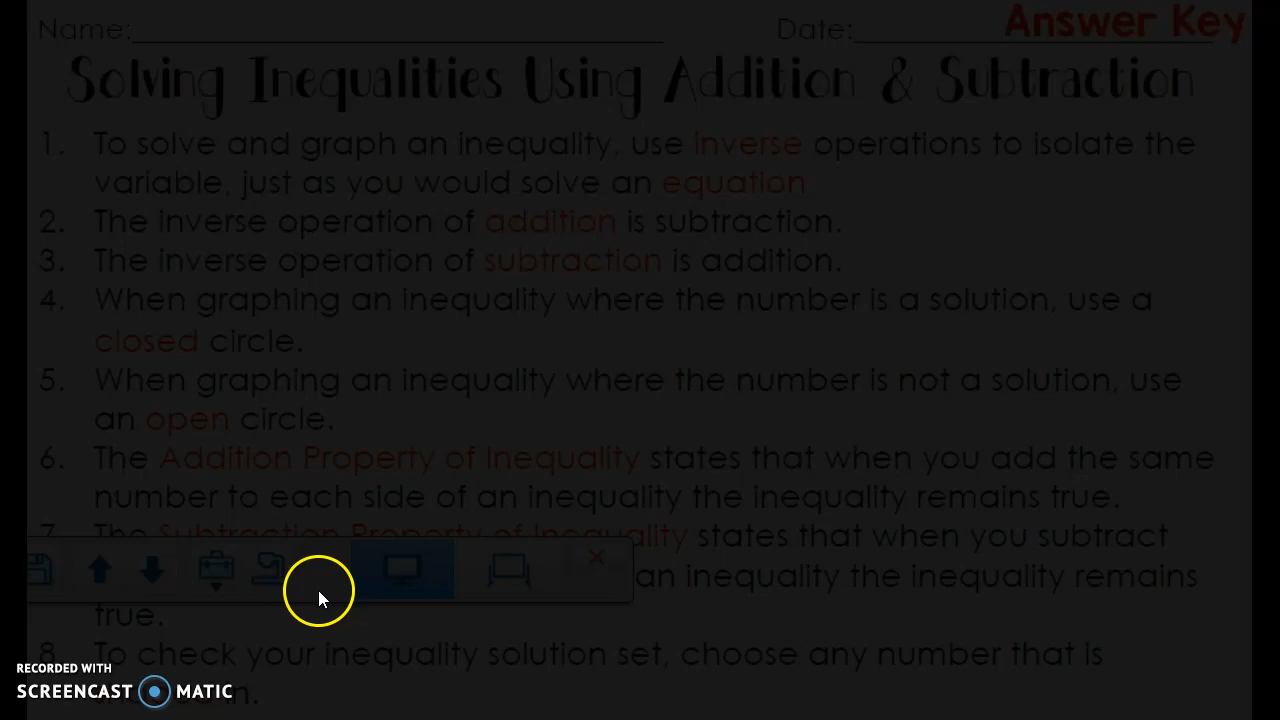 Name: Date: Answer Key
Solving Inequalities Using Addition & Subtraction
1. To solve and graph an inequality, use inverse operations to isolate the
variable, just as you would solve an equation
2. The inverse operation of addition is subtraction.
3. The inverse operation of subtraction is addition.
4. When graphing an inequality where the number is a solution, use a
closed circle.
5. When graphing an inequality where the number is not a solution, use
an open circle.
6. The Addition Property of Inequality states that when you add the same
number to each side of an inequality the inequality remains true.
7. The Subtraction Property of Inequality states that when you subtract
an inequality the inequality remains
true.
8. To check your inequality solution set, choose any number that is
in.
RECORDED WITH
SCREENCAST MATIC